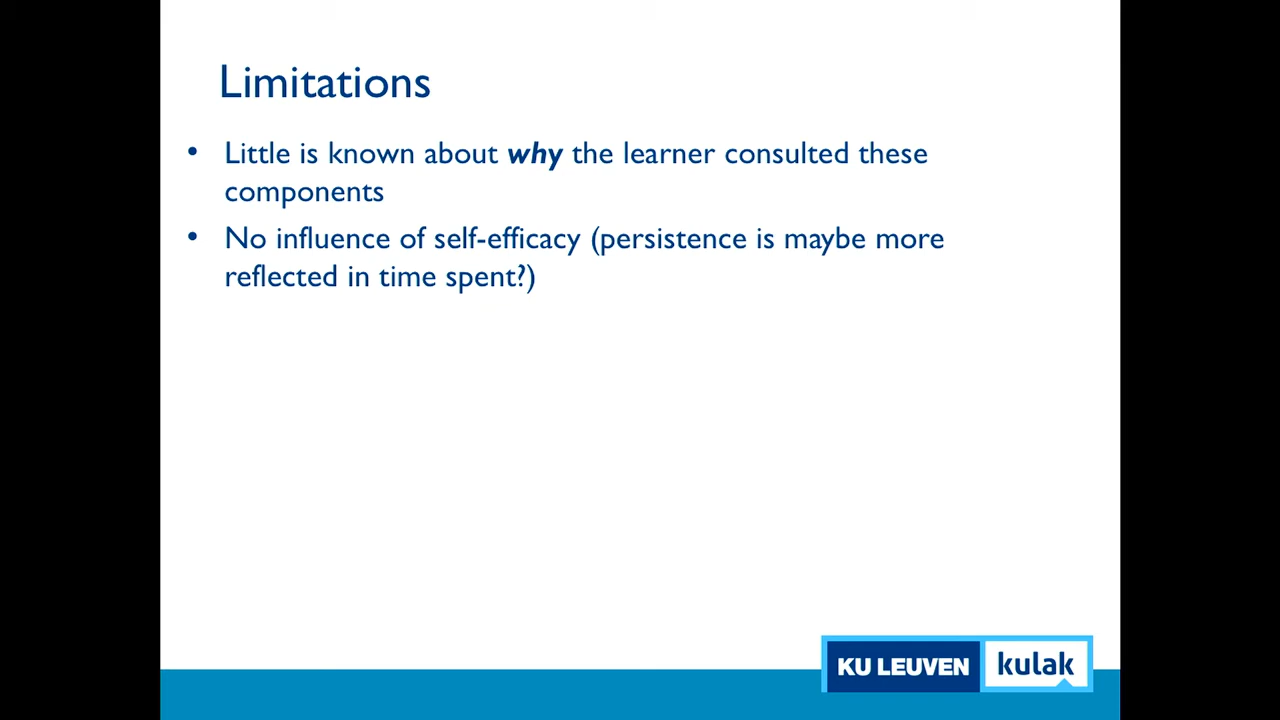 Limitations
• Little is known about why the learner consulted these
components
• No influence of self-efficacy (persistence is maybe more
reflected in time spent?)
KU LEUVEN kulak